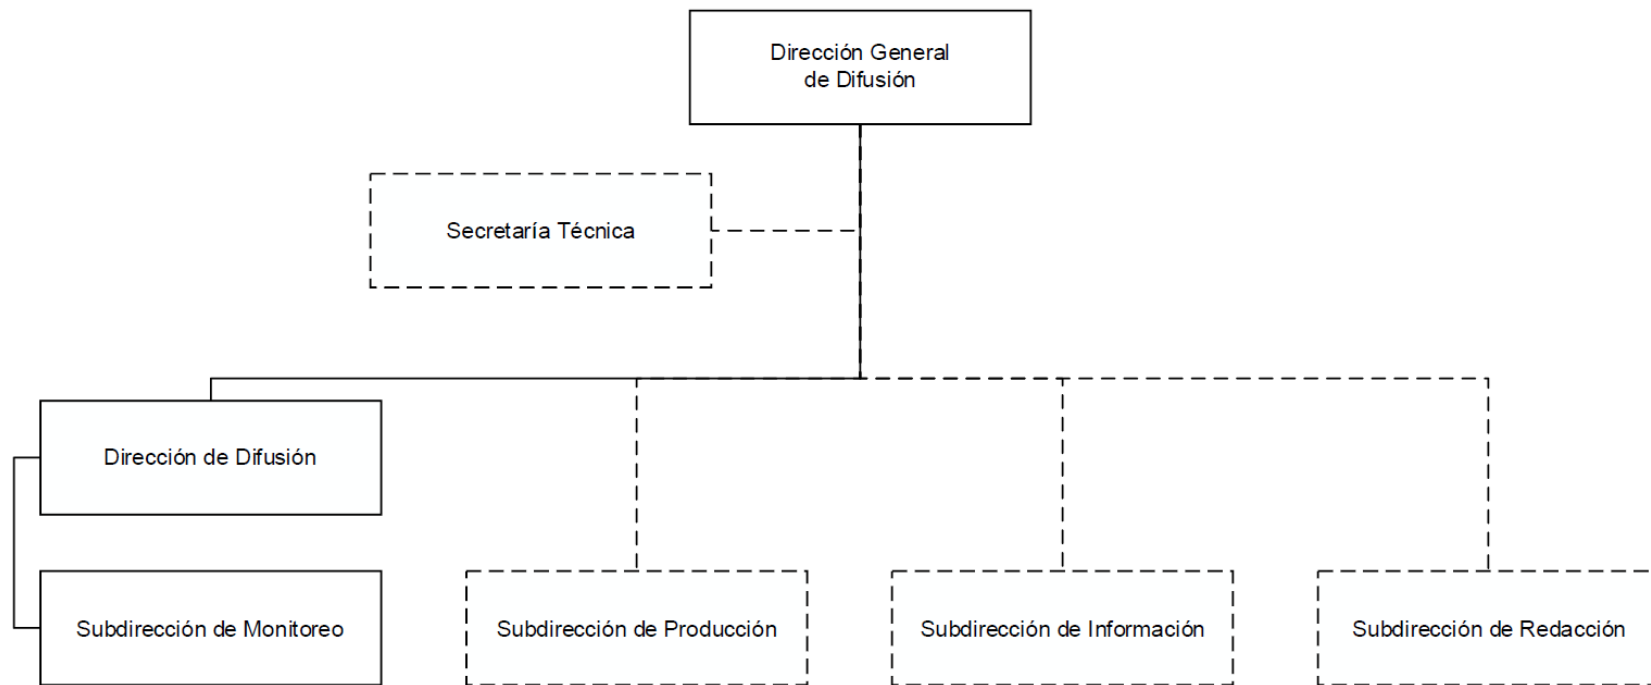 Dirección General
de Difusión
Secretaría Técnica
Dirección de Difusión
Subdirección de Monitoreo
Subdirección de Producción
Subdirección de Información
Subdirección de Redacción